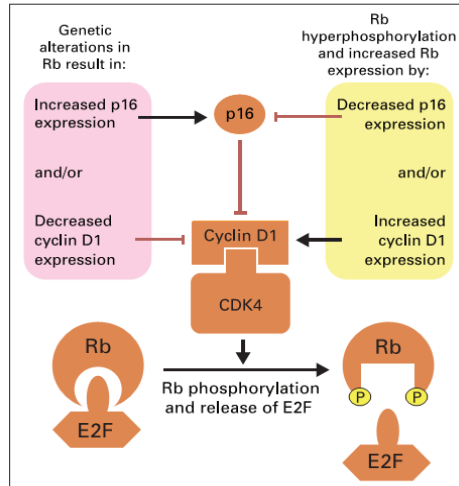 Genetic
alterations in
Rb result in:
Rb
hyperphosphorylation
and increased Rb
expression by:
Increased p16
expression
and/or
Decreased
cyclin D1
expression
p16
Decreased p16
expression
and/or
Increased
cyclin D1
expression
Cyclin D1
CDK4
Rb
E2F
Rb phosphorylation
and release of E2F
Rb
P
P
E2F